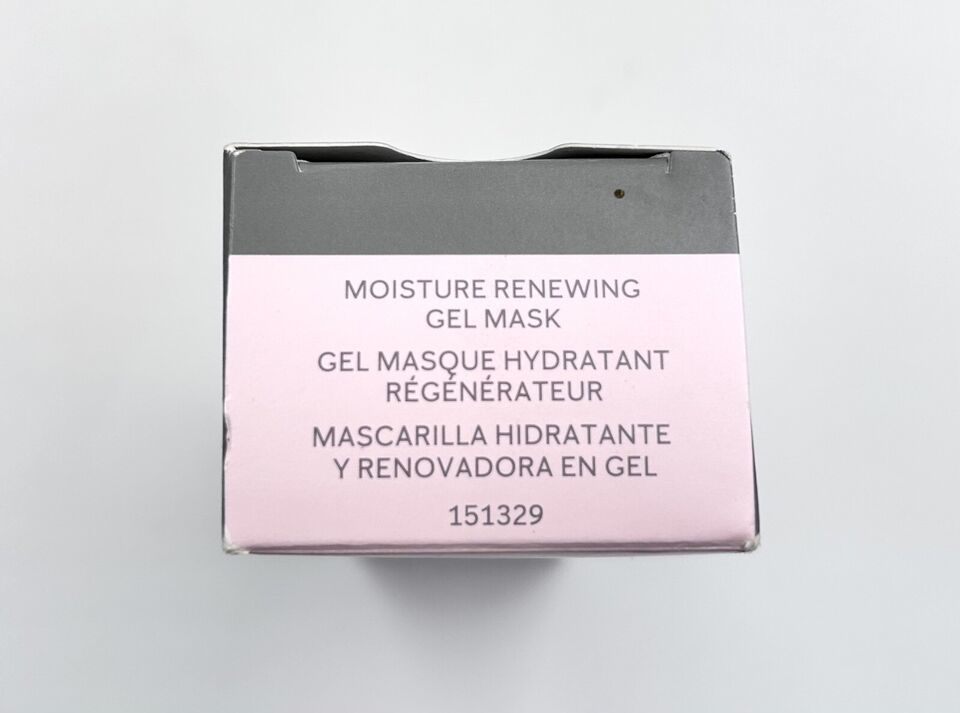 MOISTURE RENEWING
GEL MASK
GEL MASQUE HYDRATANT
RÉGÉNÉRATEUR
MASCARILLA HIDRATANTE
Y RENOVADORA EN GEL
151329